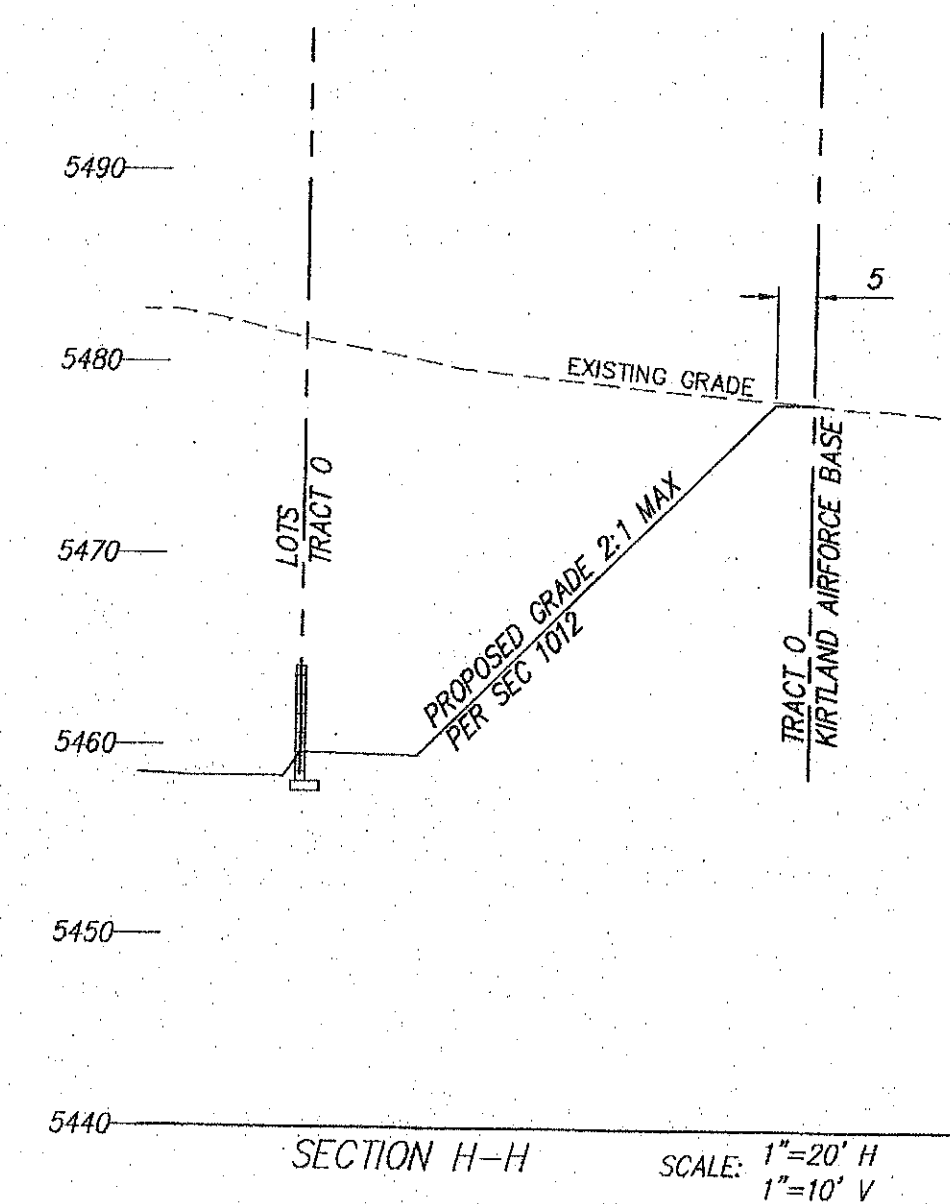 5490
5
5480
EXISTING GRADE
LOTS
TRACT O
5470
PROPOSED GRADE 2:1 MAX
PER SEC 1012
TRACT O
KIRTLAND AIRFORCE BASE
5460
5450
5440
SECTION H-H
SCALE: 1"=20' H
1"=10' V